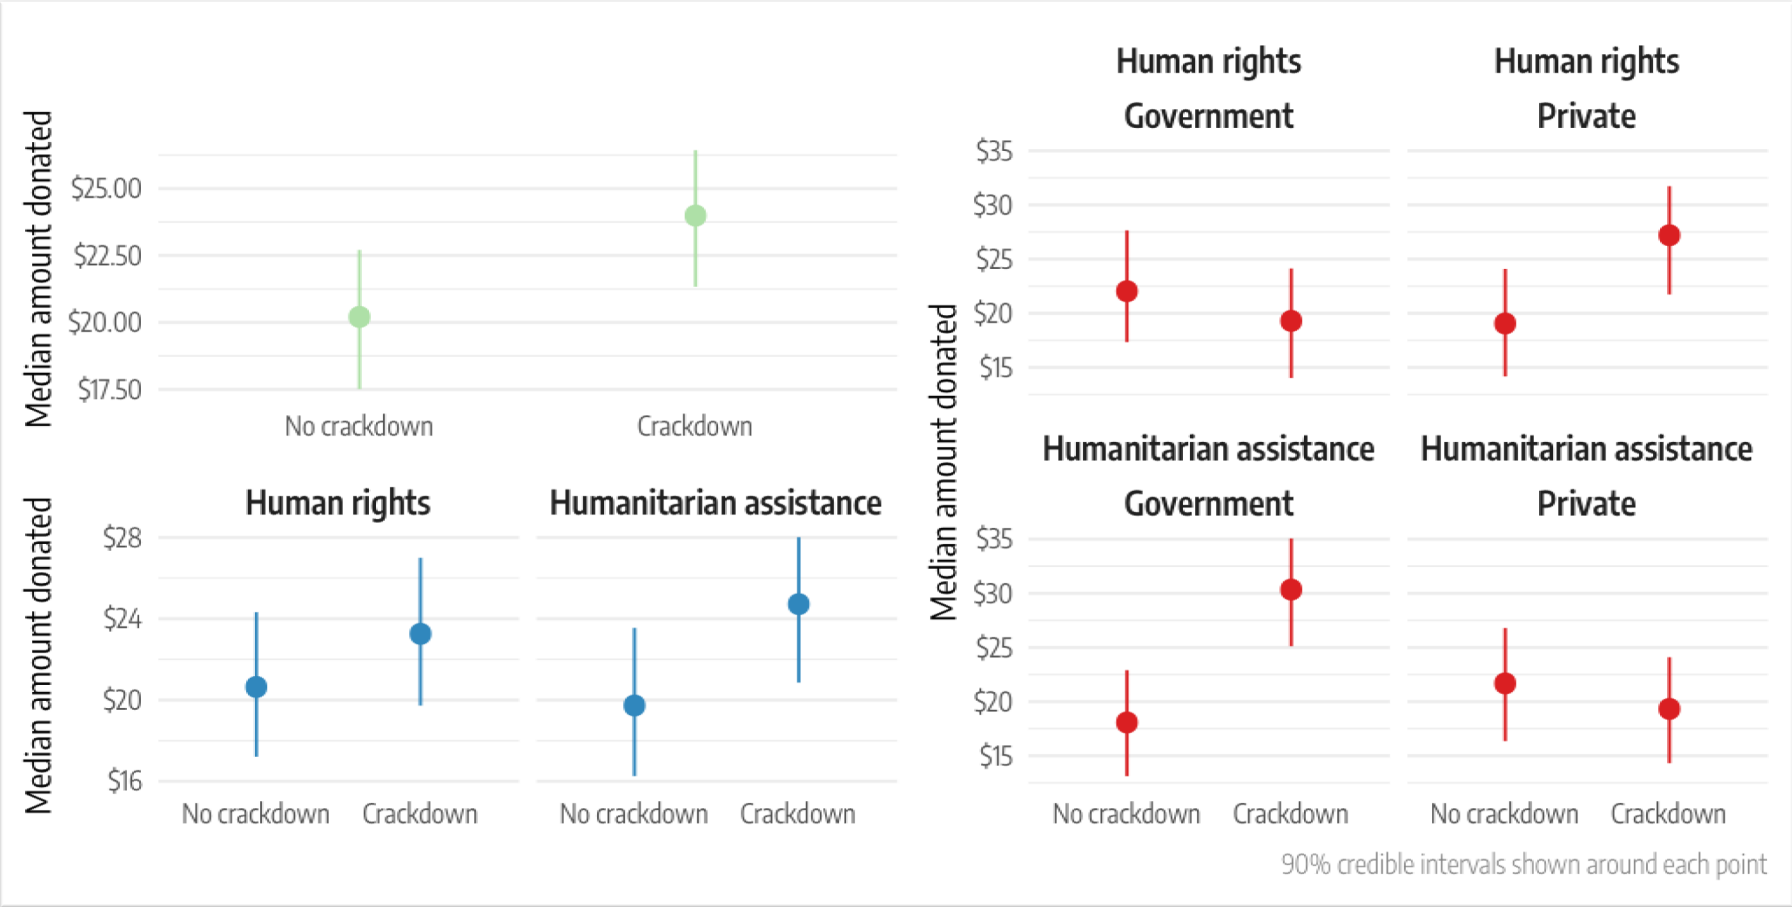 Median amount donated
$25.00
$22.50
$20.00
$17.50
No crackdown Crackdown
Median amount donated
Human rights Humanitarian assistance
$28
$24
$20
$16
No crackdown Crackdown No crackdown Crackdown
Median amount donated
Human rights Human rights
Government Private
$35
$30
$25
$20
$15
Humanitarian assistance Humanitarian assistance
Government Private
$35
$30
$25
$20
$15
No crackdown Crackdown No crackdown Crackdown
90% credible intervals shown around each point